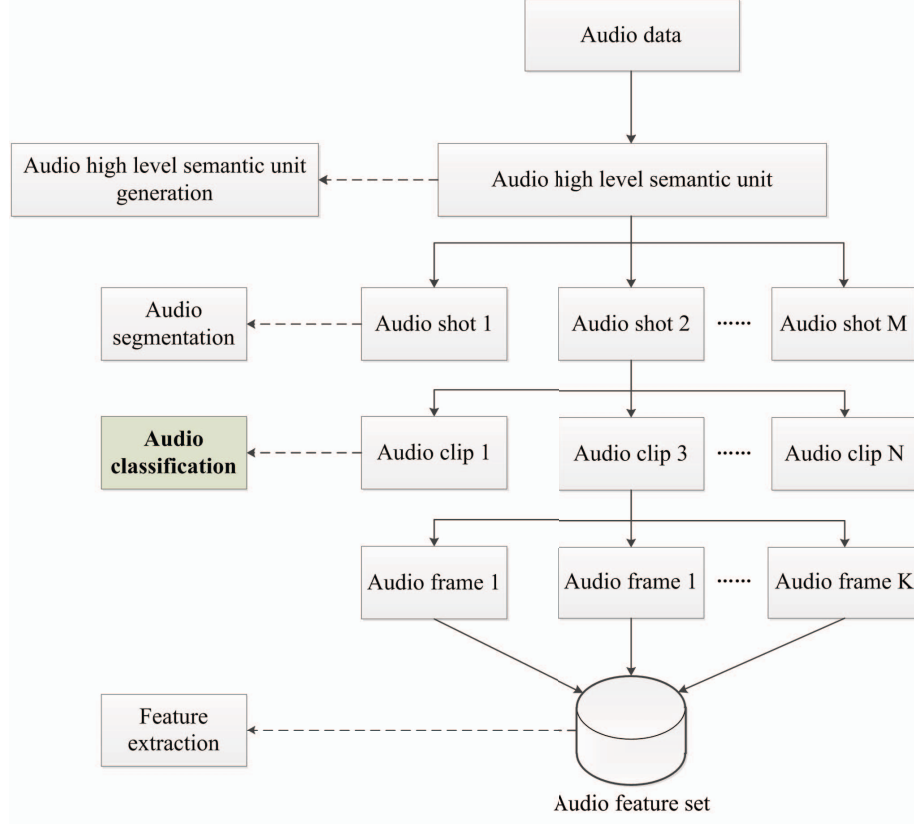 Audio data
Audio high level semantic unit
generation
Audio high level semantic unit
Audio
segmentation
Audio shot 1
Audio shot 2
......
Audio shot M
Audio
classification
Audio clip 1
Audio clip 3
......
Audio clip N
Audio frame 1
Audio frame 1
......
Audio frame K
Feature
extraction
Audio feature set